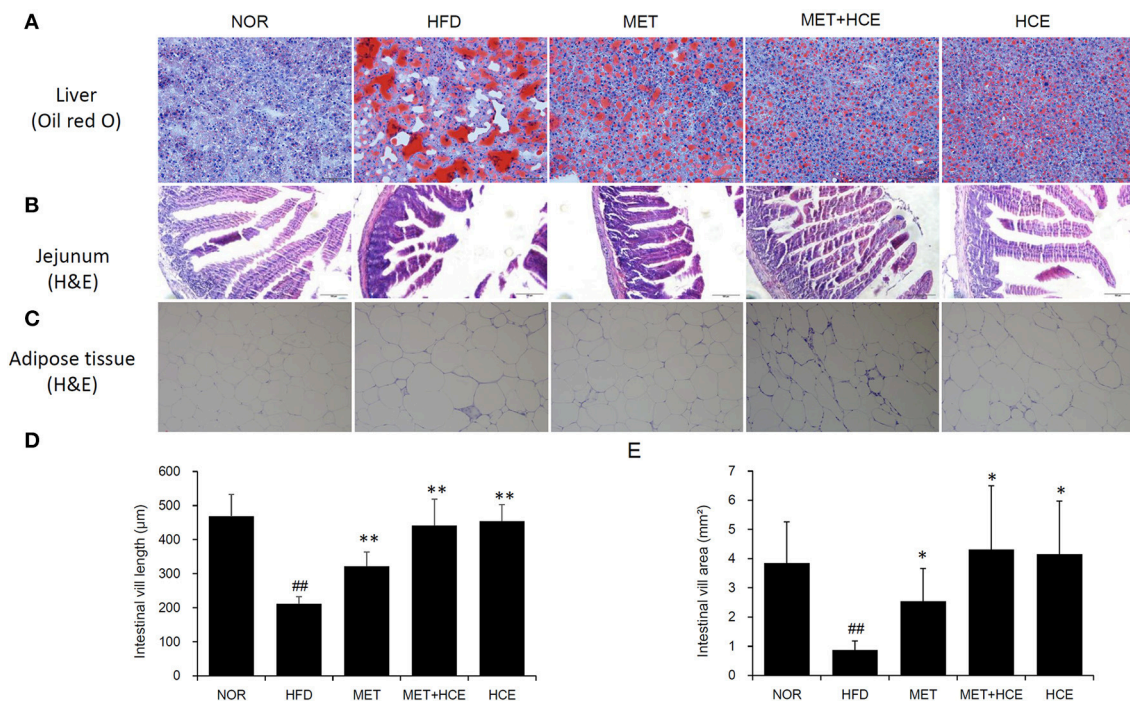 A
NOR HFD MET MET+HCE HCE
Liver
(Oil red O)
B
Jejunum
(H&E)
C
Adipose tissue
(H&E)
D
Intestinal vill length (μm)
600
500
400
300
200
100
0
##
**
**
**
NOR HFD MET MET+HCE HCE
E
Intestinal vill area (mm²)
7
6
5
4
3
2
1
0
##
*
*
*
NOR HFD MET MET+HCE HCE